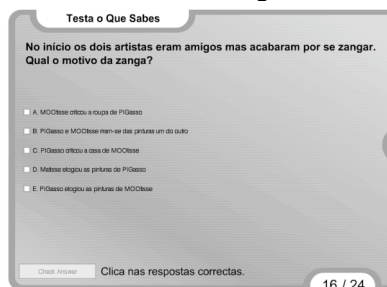 Testa o Que Sabes
No início os dois artistas eram amigos mas acabaram por se zangar.
Qual o motivo da zanga?
A. MOOtisse criticou a roupa de PIGasso
B. PIGasso e MOOtisse riram-se das pinturas um do outro
C. PIGasso criticou a casa de MOOtisse
D. Matisse elogiou as pinturas de PIGasso
E. PIGasso elogiou as pinturas de MOOtisse
Check Answer
Clica nas respostas correctas.
16 / 24